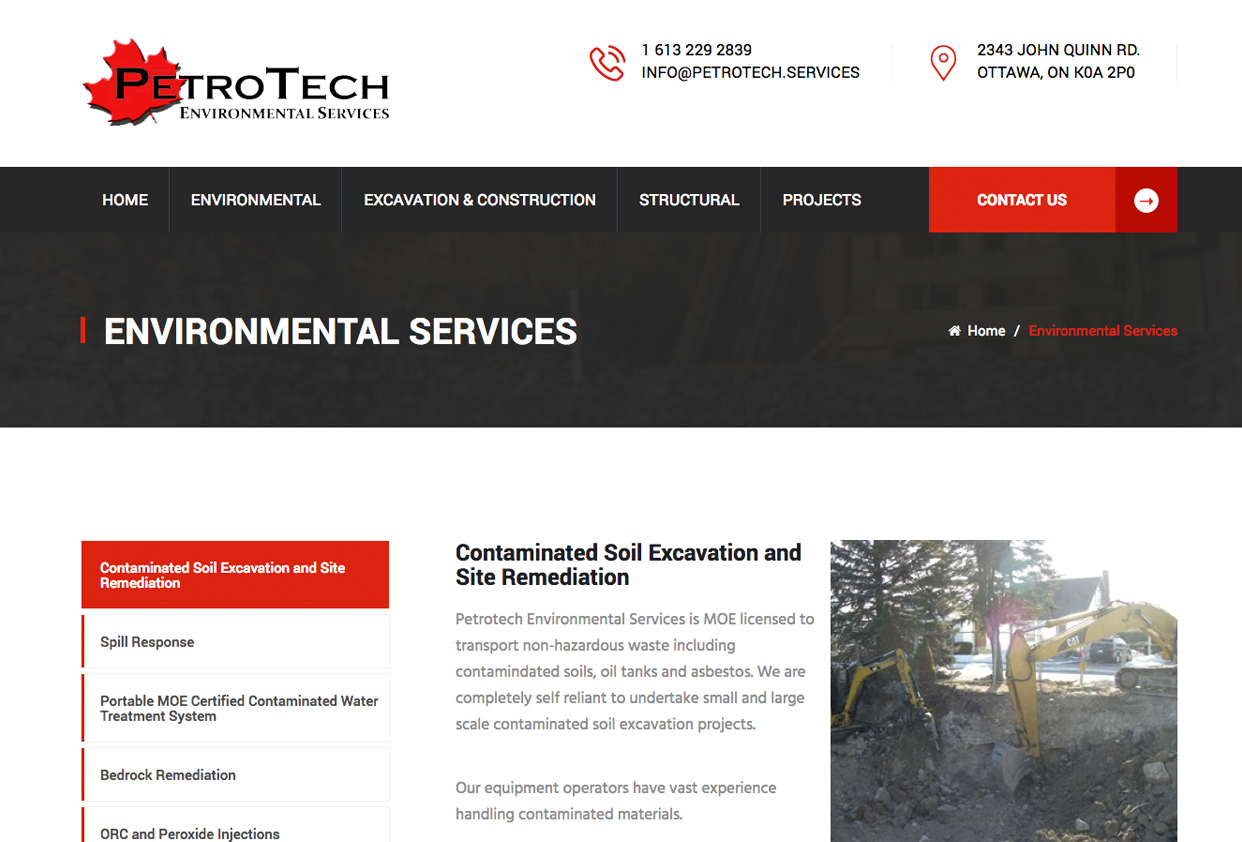 PETROTECH
ENVIRONMENTAL SERVICES
1 613 229 2839
INFO@PETROTECH.SERVICES
2343 JOHN QUINN RD.
OTTAWA, ON K0A 2P0
HOME
ENVIRONMENTAL
EXCAVATION & CONSTRUCTION
STRUCTURAL
PROJECTS
CONTACT US
ENVIRONMENTAL SERVICES
Home / Environmental Services
Contaminated Soil Excavation and Site
Remediation
Spill Response
Portable MOE Certified Contaminated Water
Treatment System
Bedrock Remediation
ORC and Peroxide Injections
Contaminated Soil Excavation and
Site Remediation
Petrotech Environmental Services is MOE licensed to
transport non-hazardous waste including
contamindated soils, oil tanks and asbestos. We are
completely self reliant to undertake small and large
scale contaminated soil excavation projects.
Our equipment operators have vast experience
handling contaminated materials.
CAT